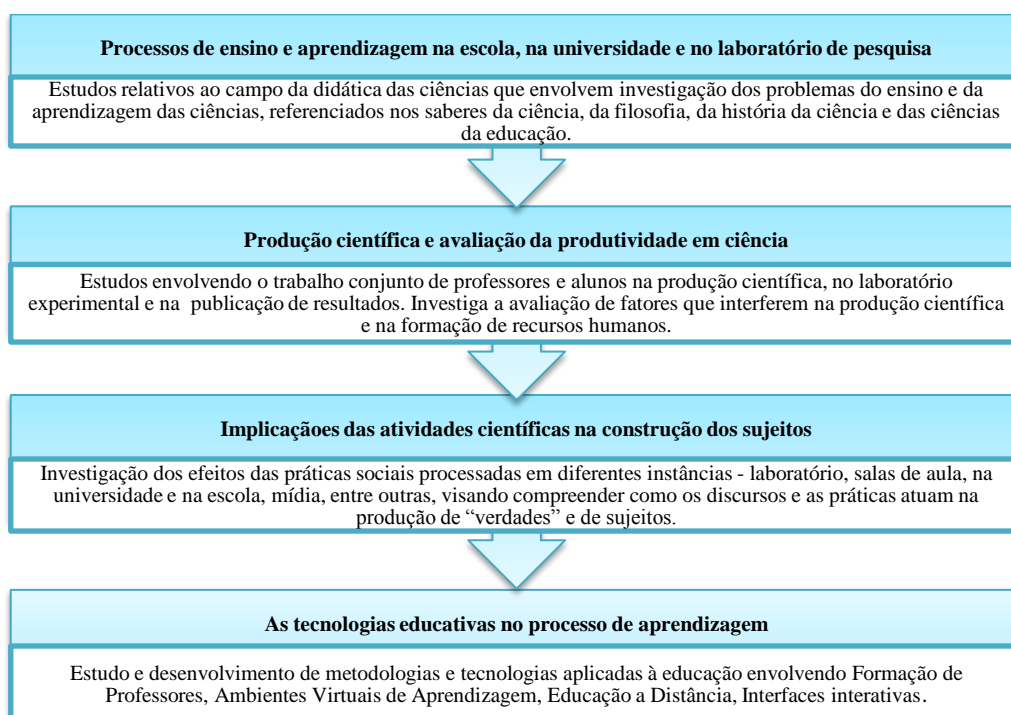 Processos de ensino e aprendizagem na escola, na universidade e no laboratório de pesquisa
Estudos relativos ao campo da didática das ciências que envolvem investigação dos problemas do ensino e da
aprendizagem das ciências, referenciados nos saberes da ciência, da filosofia, da história da ciência e das ciências
da educação.
Produção científica e avaliação da produtividade em ciência
Estudos envolvendo o trabalho conjunto de professores e alunos na produção científica, no laboratório
experimental e na publicação de resultados. Investiga a avaliação de fatores que interferem na produção científica
e na formação de recursos humanos.
Implicaçãoes das atividades científicas na construção dos sujeitos
Investigação dos efeitos das práticas sociais processadas em diferentes instâncias - laboratório, salas de aula, na
universidade e na escola, mídia, entre outras, visando compreender como os discursos e as práticas atuam na
produção de “verdades” e de sujeitos.
As tecnologias educativas no processo de aprendizagem
Estudo e desenvolvimento de metodologias e tecnologias aplicadas à educação envolvendo Formação de
Professores, Ambientes Virtuais de Aprendizagem, Educação a Distância, Interfaces interativas.